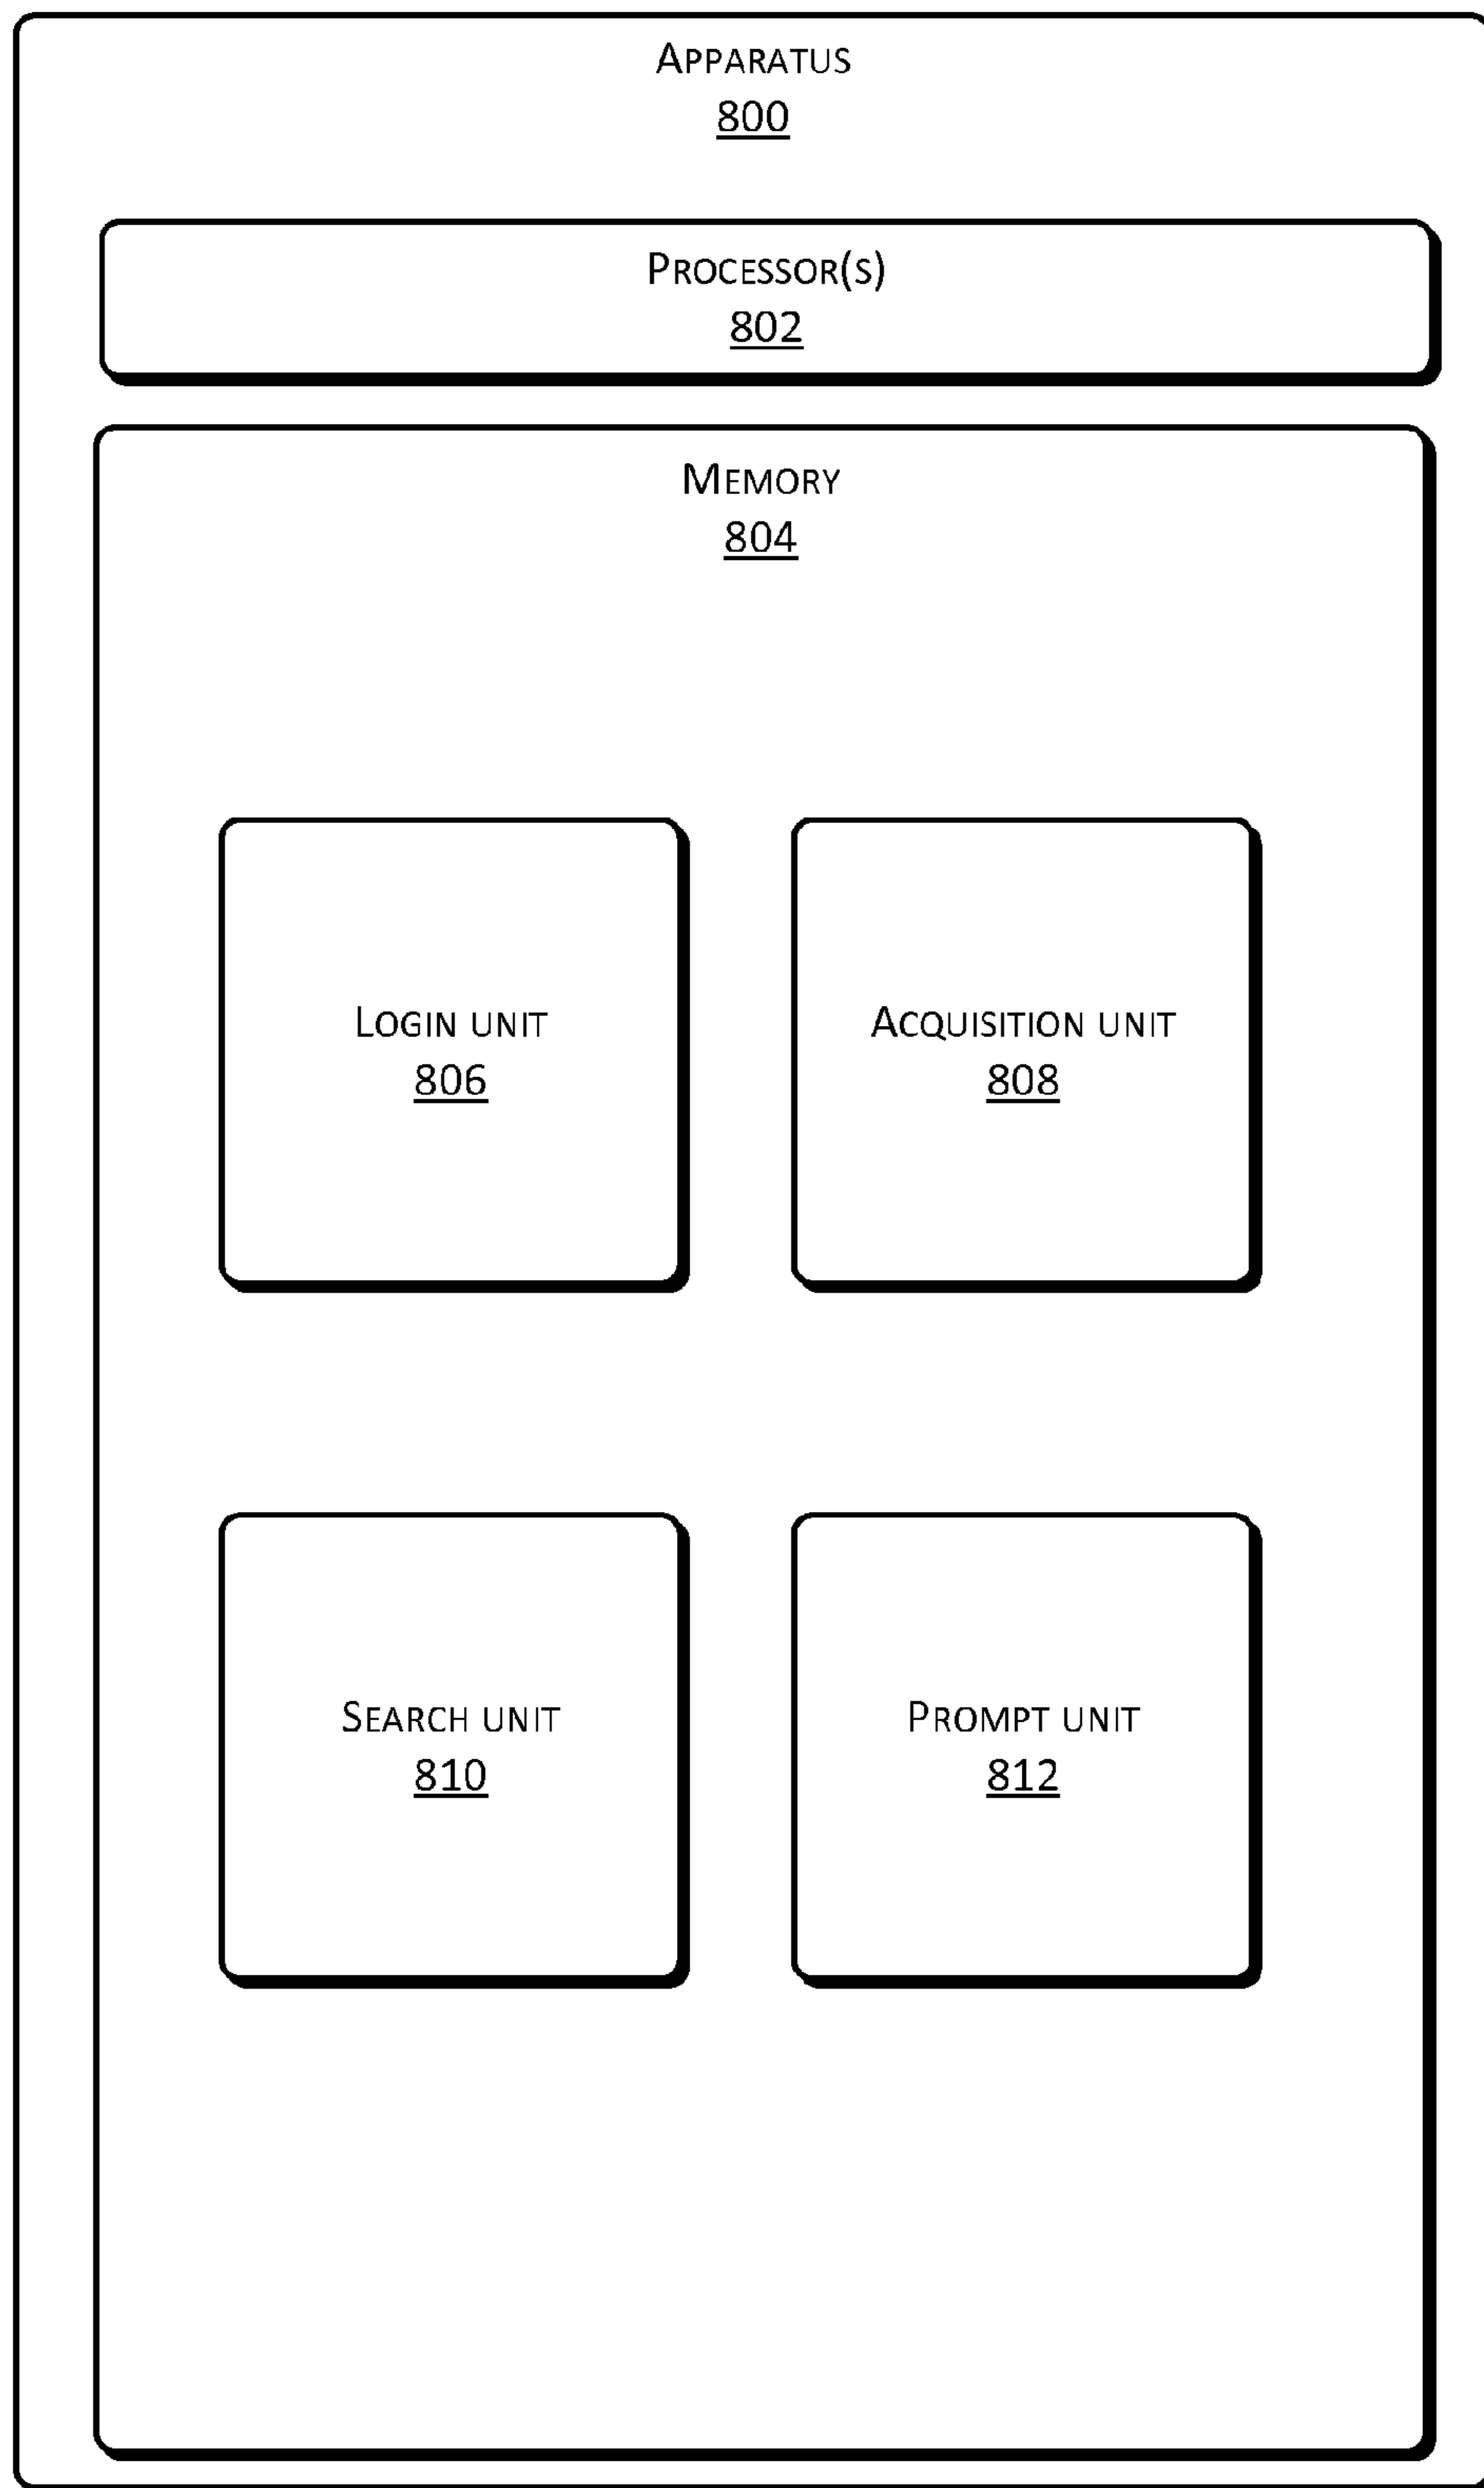 APPARATUS
800
PROCESSOR(S)
802
MEMORY
804
LOGIN UNIT
806
ACQUISITION UNIT
808
SEARCH UNIT
810
PROMPT UNIT
812